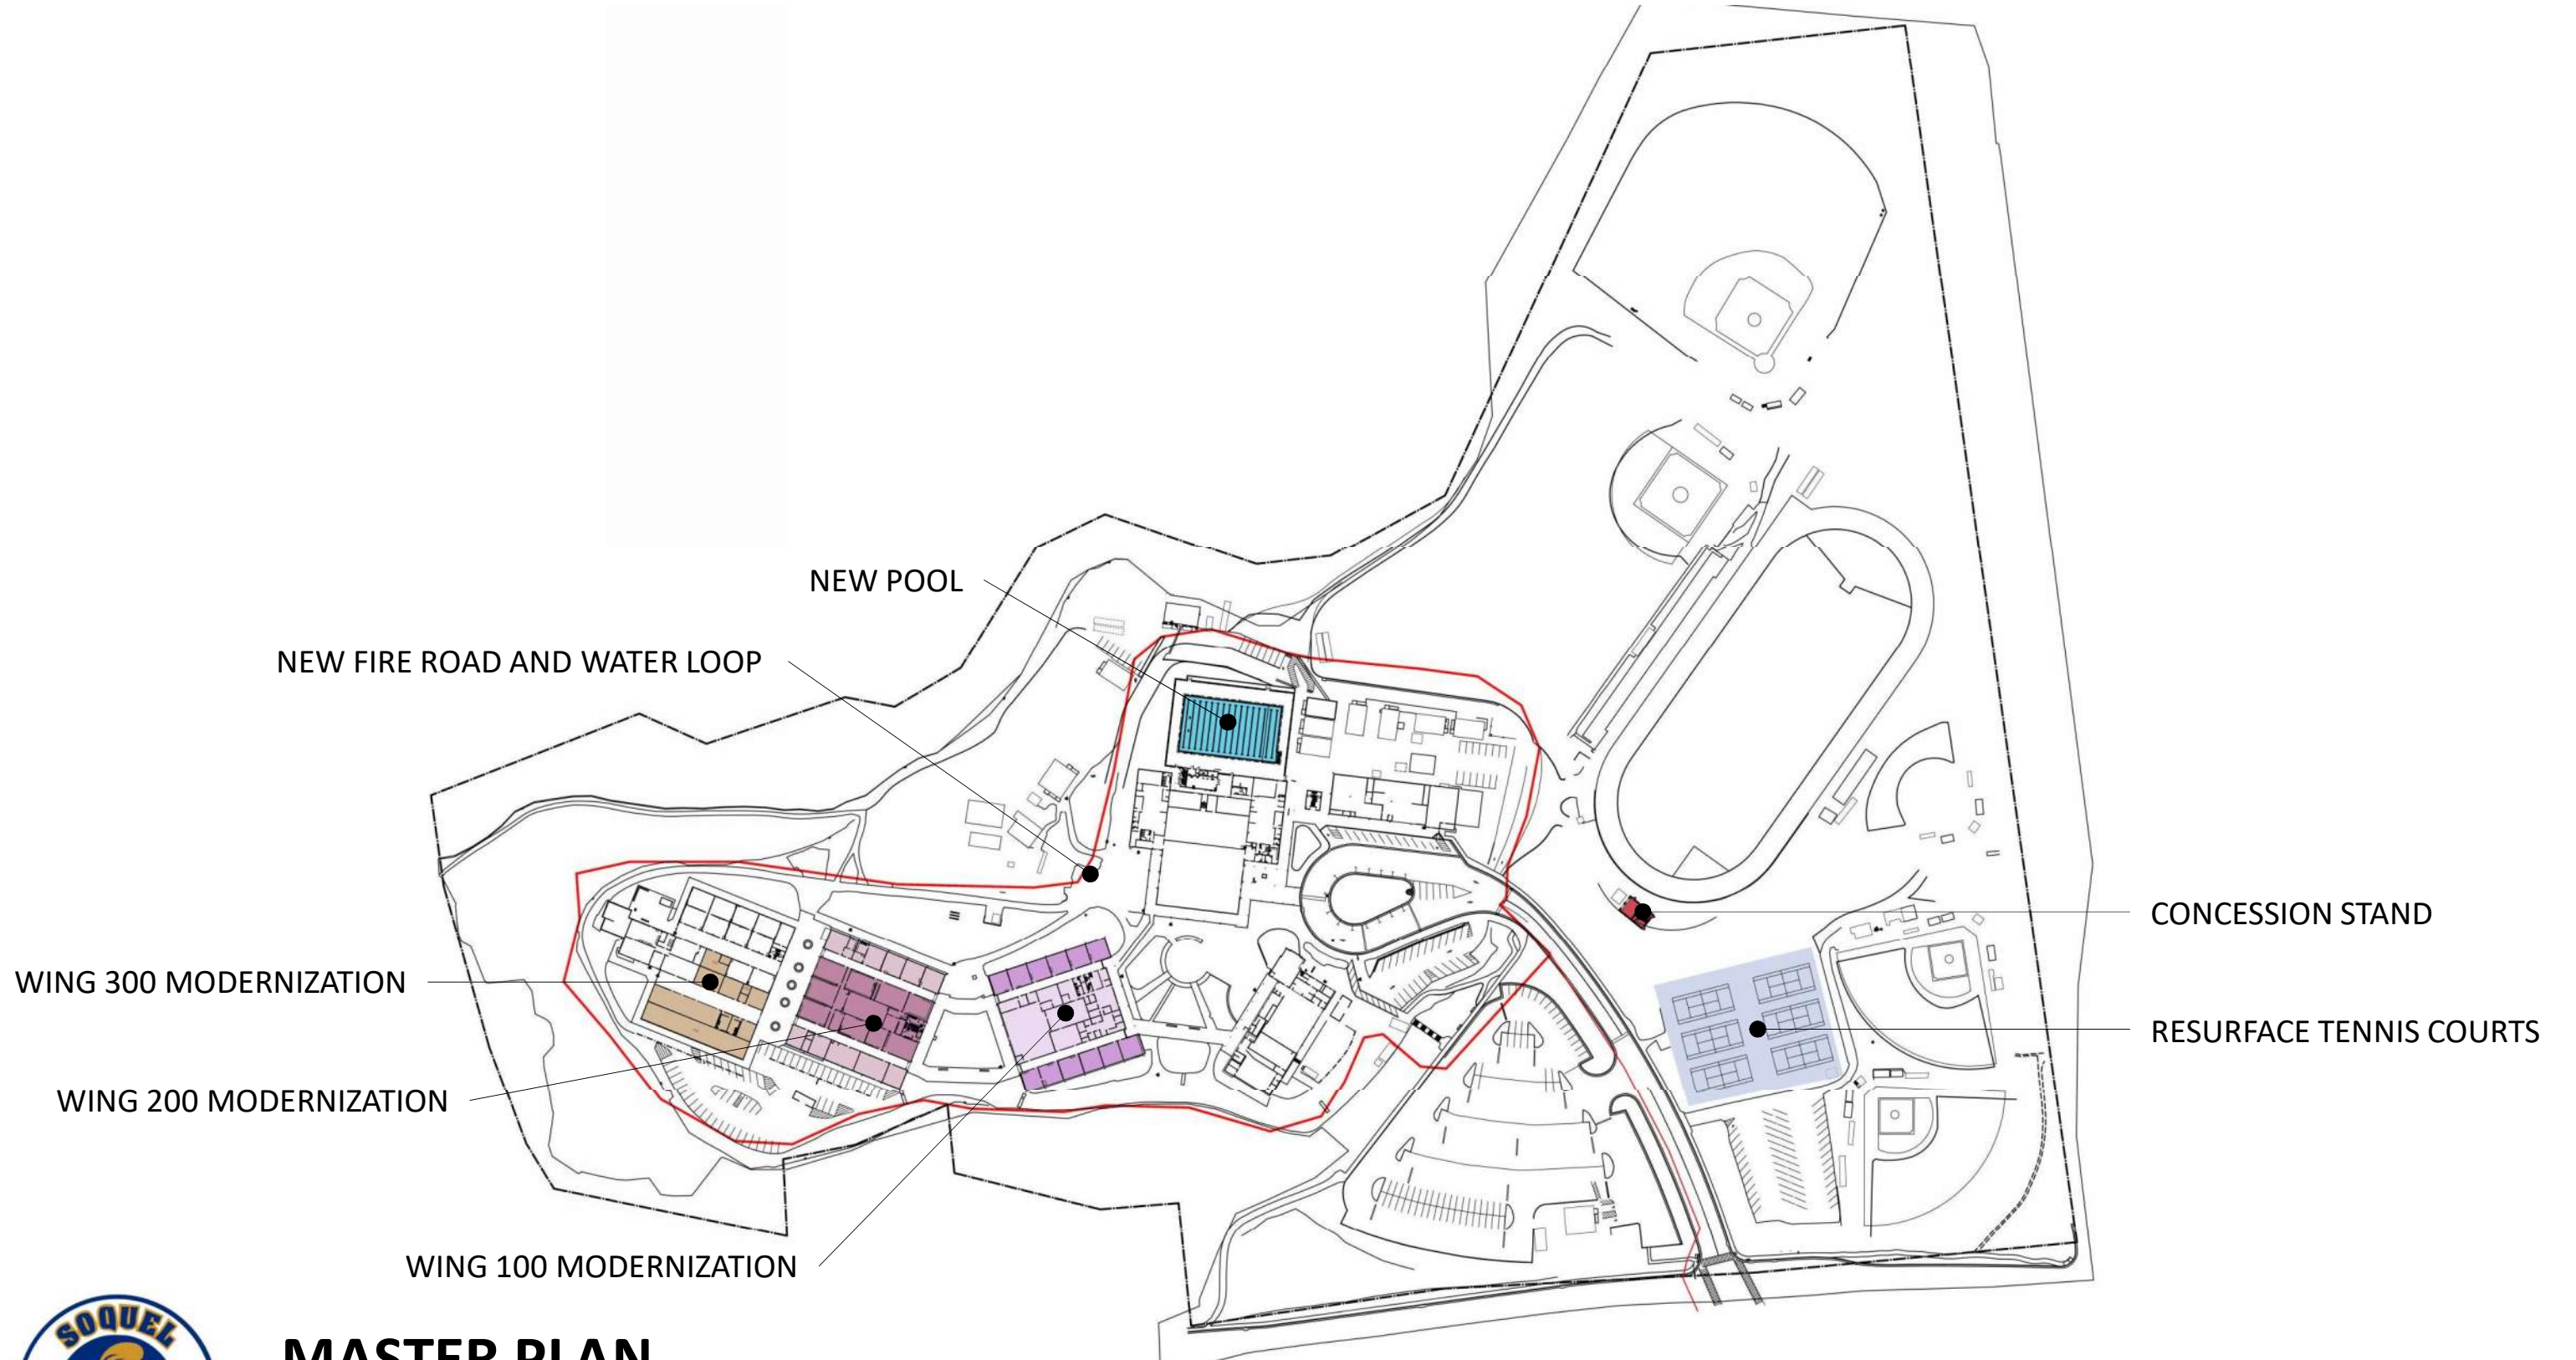 NEW POOL
NEW FIRE ROAD AND WATER LOOP
CONCESSION STAND
WING 300 MODERNIZATION
RESURFACE TENNIS COURTS
WING 200 MODERNIZATION
WING 100 MODERNIZATION
SOQUEL
MASTER PLAN